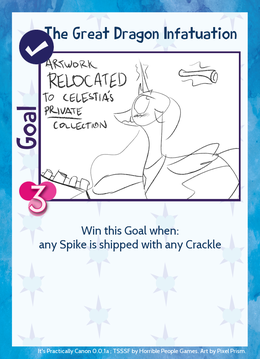 The Great Dragon Infatuation
ARTWORK
RELOCATED
TO CELESTIA'S
PRIVATE
COLLECTION
Goal
3
Win this Goal when:
any Spike is shipped with any Crackle
It's Practically Canon 0.0.1a ; TSSSF by Horrible People Games. Art by Pixel Prism.